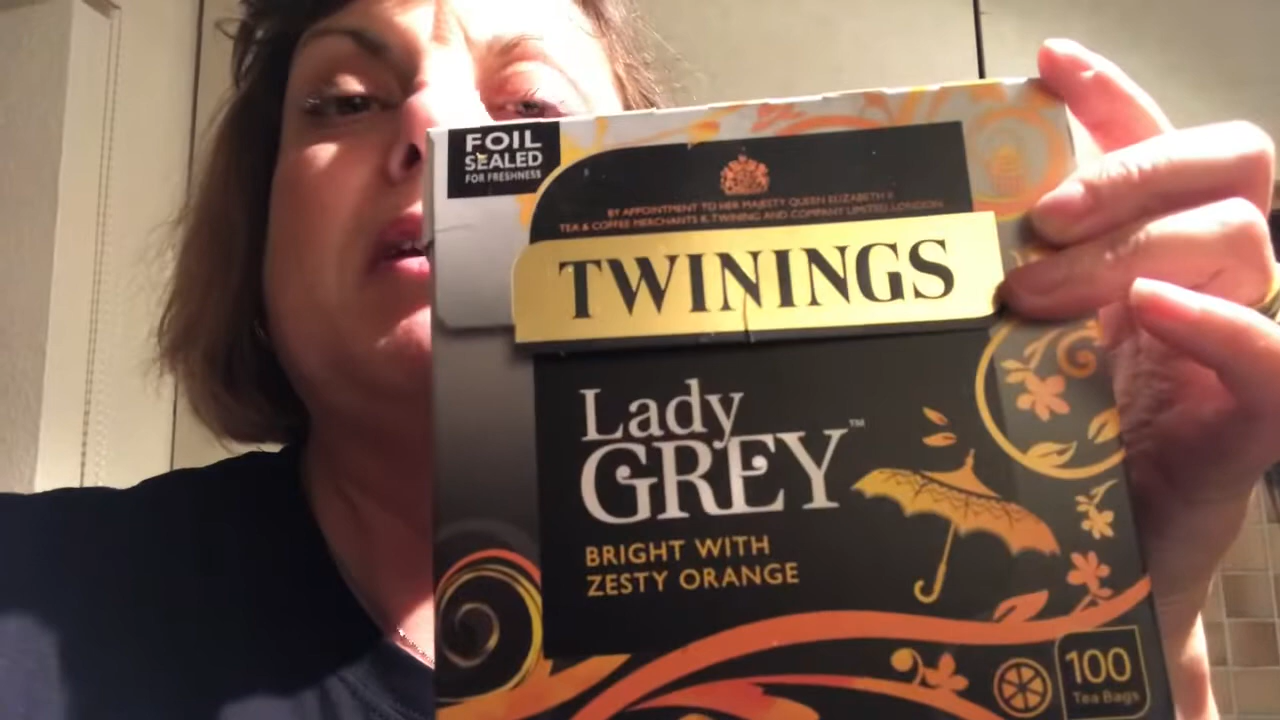 FOIL
SEALED
FOR FRESHNESS
BY APPOINTMENT TO HER MAJESTY QUEEN ELIZABETH II
TEA & COFFEE MERCHANTS R. TWINING AND COMPANY LIMITED, LONDON
TWININGS
Lady
GREY™
BRIGHT WITH
ZESTY ORANGE
100
Tea Bags